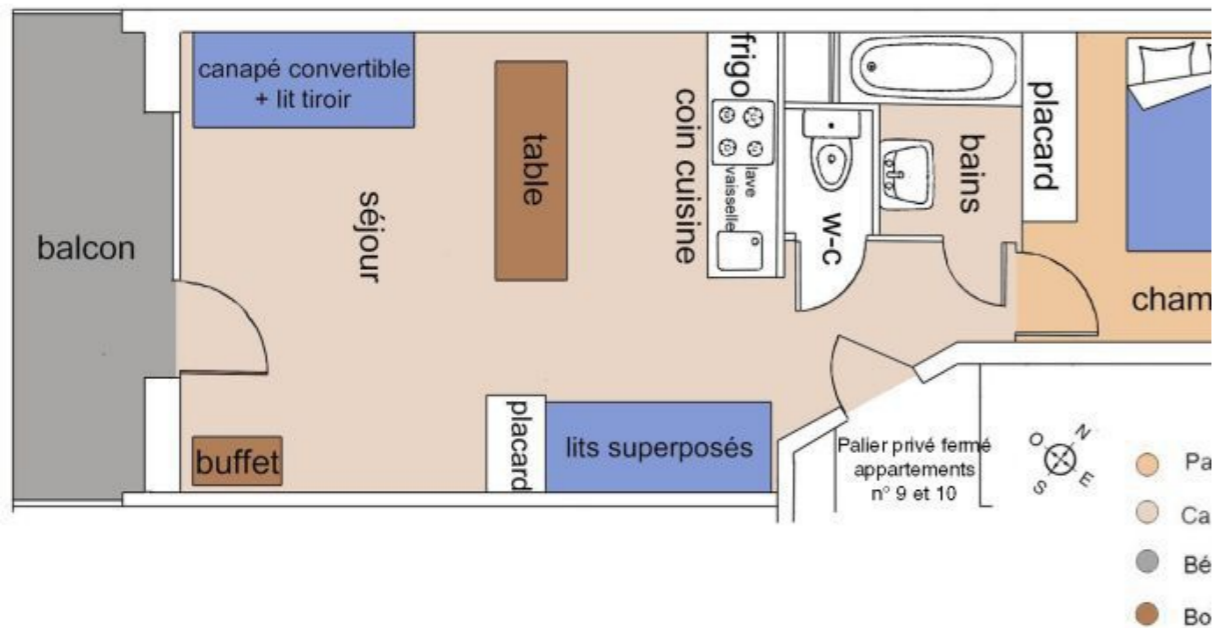 canapé convertible
+ lit tiroir
frigo
coin cuisine
lave
vaisselle
table
séjour
balcon
w-c
bains
placard
cham
placard
lits superposés
buffet
Palier privé fermé
appartements
n° 9 et 10
N
O
E
S
Pa
Ca
Bé
Bo